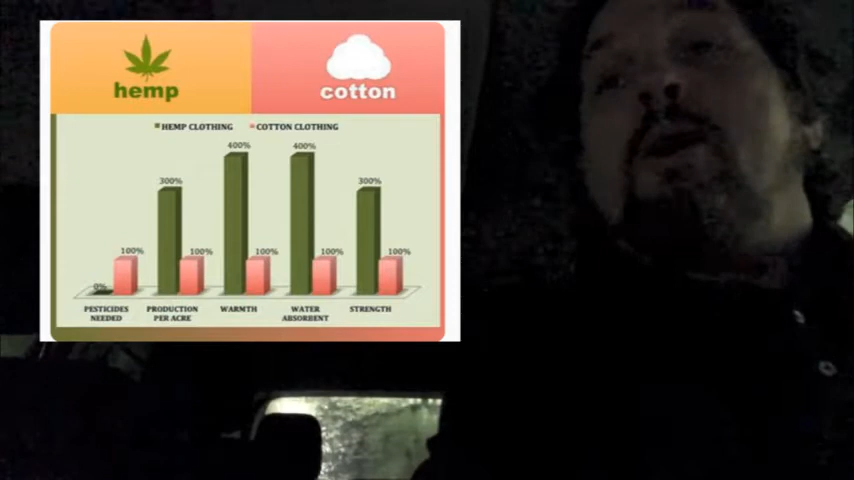 hemp
cotton
HEMP CLOTHING COTTON CLOTHING
400% 400%
300% 300%
0% 100% 100% 100% 100% 100%
PESTICIDES PRODUCTION WARMTH WATER STRENGTH
NEEDED PER ACRE ABSORBENT